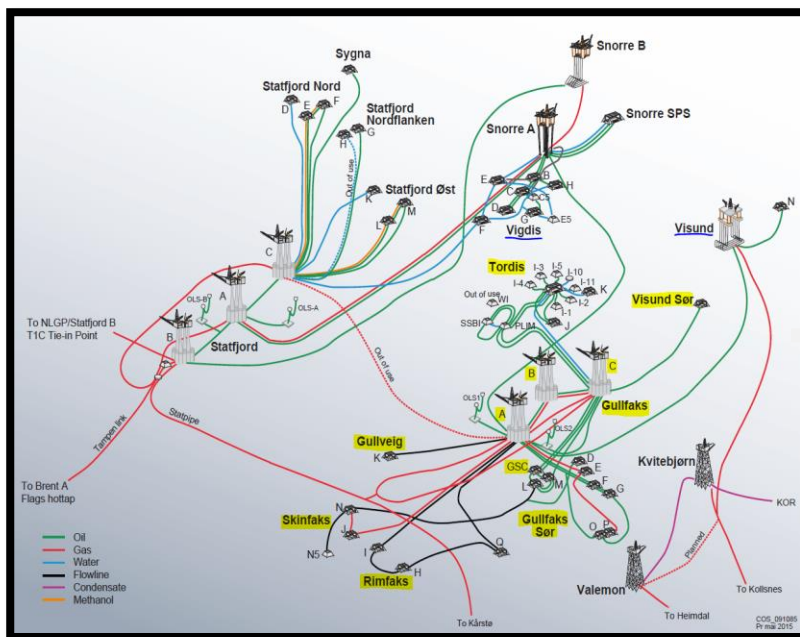 Snorre B
Sygna
Statfjord Nord
D
E
F
Statfjord
Nordflanken
H
G
Snorre A
Snorre SPS
Out of use
K
Statfjord Øst
L
M
E
B
C
H
C5
D
G
E5
F
Vigdis
N
Visund
C
A
OLS-B
OLS-A
B
Statfjord
To NLGP/Statfjord B
T1C Tie-in Point
Tordis
I-3
I-5
I-10
I-4
I-11
K
I-2
I-1
Out of use
WI
SSBI
PLIM
J
Visund Sør
Out of use
B
C
Gullfaks
A
OLS1
OLS2
Tampen link
Statpipe
Gullveig
K
GSC
D
E
L
M
F
G
Kvitebjørn
KOR
To Brent A
Flags hottap
Skinfaks
N
J
N5
Gullfaks
Sør
O
P
I
H
Q
Rimfaks
Planned
Valemon
To Kollsnes
To Heimdal
To Kårstø
Oil
Gas
Water
Flowline
Condensate
Methanol
COS_091085
Pr mai 2015